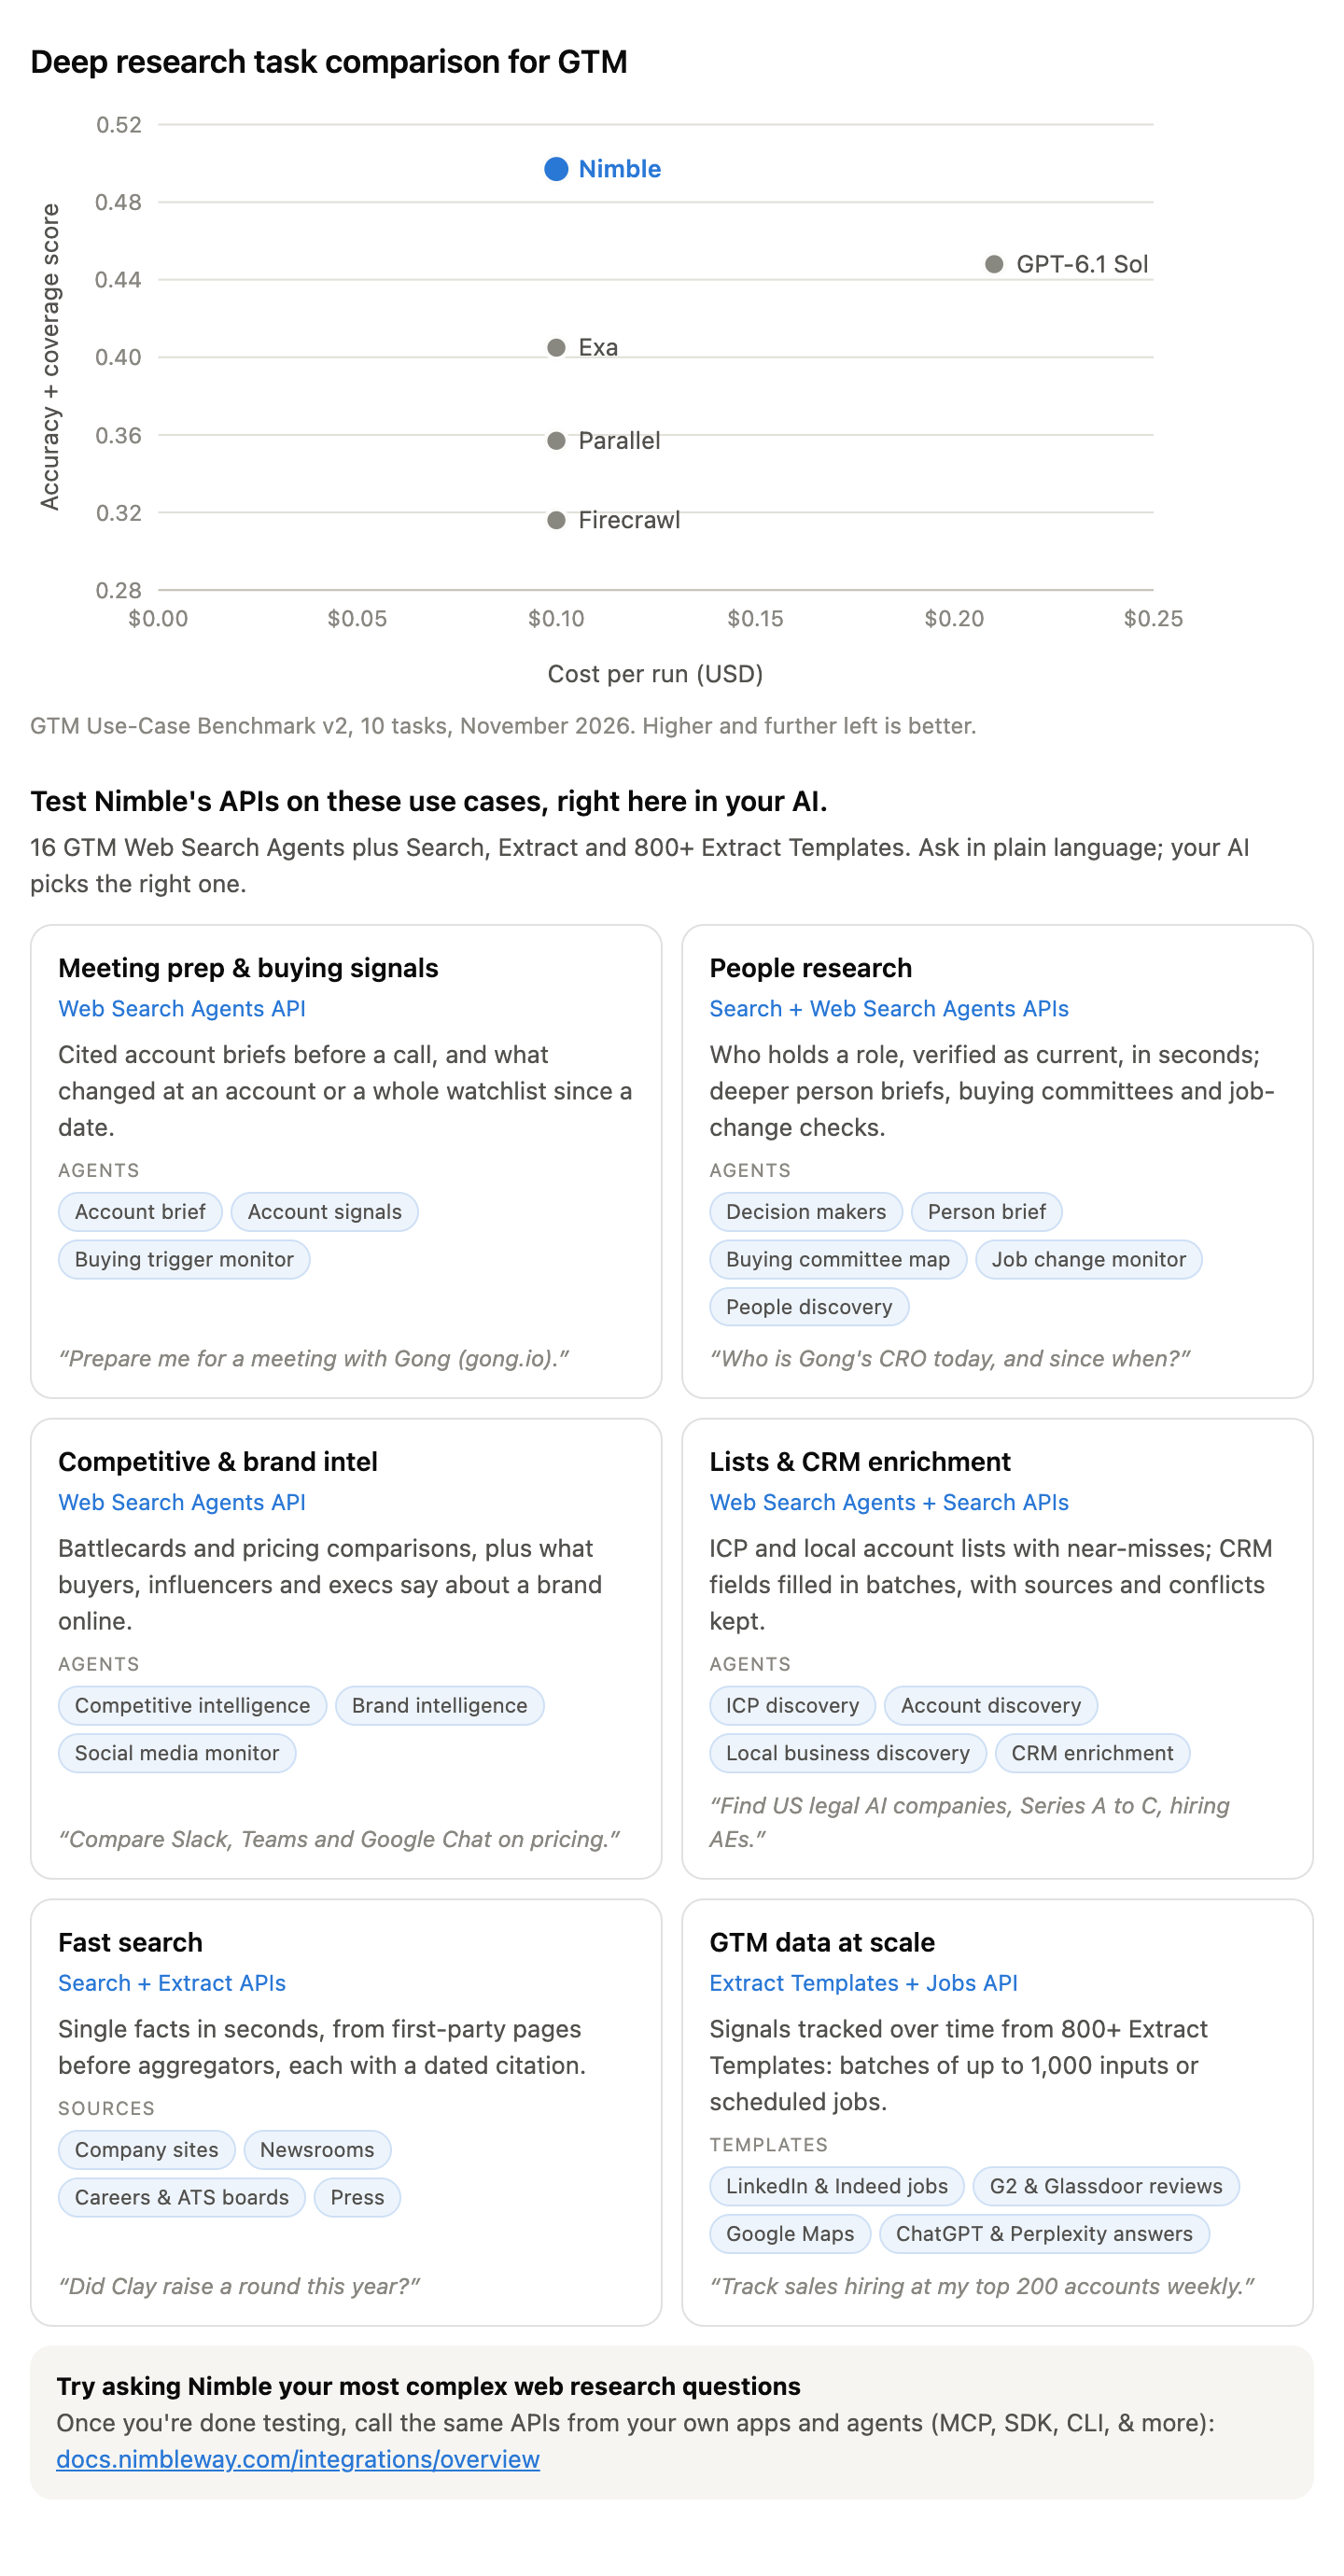 Deep research task comparison for GTM
0.52
Nimble
0.48
GPT-6.1 Sol
0.44
Exa
0.40
Parallel
0.36
Firecrawl
0.32
0.28
Accuracy + coverage score
$0.00 $0.05 $0.10 $0.15 $0.20 $0.25
Cost per run (USD)
GTM Use-Case Benchmark v2, 10 tasks, November 2026. Higher and further left is better.
Test Nimble's APIs on these use cases, right here in your AI.
16 GTM Web Search Agents plus Search, Extract and 800+ Extract Templates. Ask in plain language; your AI
picks the right one.
Meeting prep & buying signals
Web Search Agents API
Cited account briefs before a call, and what
changed at an account or a whole watchlist since a
date.
AGENTS
Account brief Account signals
Buying trigger monitor
“Prepare me for a meeting with Gong (gong.io).”
People research
Search + Web Search Agents APIs
Who holds a role, verified as current, in seconds;
deeper person briefs, buying committees and job-
change checks.
AGENTS
Decision makers Person brief
Buying committee map Job change monitor
People discovery
“Who is Gong's CRO today, and since when?”
Competitive & brand intel
Web Search Agents API
Battlecards and pricing comparisons, plus what
buyers, influencers and execs say about a brand
online.
AGENTS
Competitive intelligence Brand intelligence
Social media monitor
“Compare Slack, Teams and Google Chat on pricing.”
Lists & CRM enrichment
Web Search Agents + Search APIs
ICP and local account lists with near-misses; CRM
fields filled in batches, with sources and conflicts
kept.
AGENTS
ICP discovery Account discovery
Local business discovery CRM enrichment
“Find US legal AI companies, Series A to C, hiring
AEs.”
Fast search
Search + Extract APIs
Single facts in seconds, from first-party pages
before aggregators, each with a dated citation.
SOURCES
Company sites Newsrooms
Careers & ATS boards Press
“Did Clay raise a round this year?”
GTM data at scale
Extract Templates + Jobs API
Signals tracked over time from 800+ Extract
Templates: batches of up to 1,000 inputs or
scheduled jobs.
TEMPLATES
LinkedIn & Indeed jobs G2 & Glassdoor reviews
Google Maps ChatGPT & Perplexity answers
“Track sales hiring at my top 200 accounts weekly.”
Try asking Nimble your most complex web research questions
Once you're done testing, call the same APIs from your own apps and agents (MCP, SDK, CLI, & more):
docs.nimbleway.com/integrations/overview